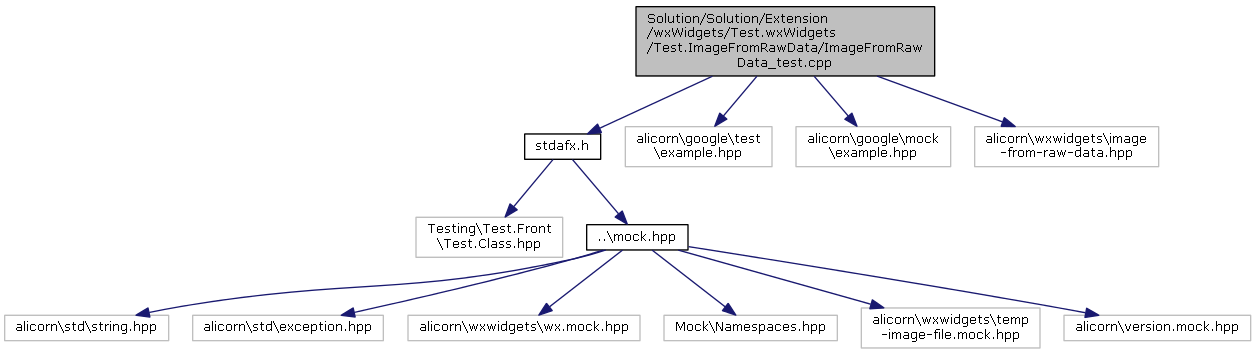 Solution/Solution/Extension
/wxWidgets/Test.wxWidgets
/Test.ImageFromRawData/ImageFromRaw
Data_test.cpp
stdafx.h
alicorn\google\test
\example.hpp
alicorn\google\mock
\example.hpp
alicorn\wxwidgets\image
-from-raw-data.hpp
Testing\Test.Front
\Test.Class.hpp
..\mock.hpp
alicorn\std\string.hpp
alicorn\std\exception.hpp
alicorn\wxwidgets\wx.mock.hpp
Mock\Namespaces.hpp
alicorn\wxwidgets\temp
-image-file.mock.hpp
alicorn\version.mock.hpp